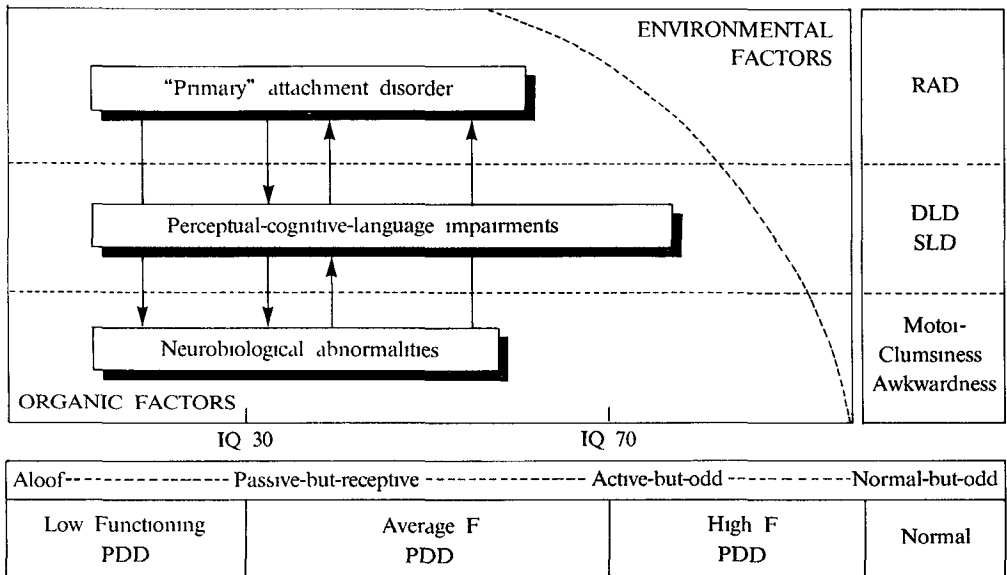 ENVIRONMENTAL
FACTORS
"Primary" attachment disorder
RAD
Perceptual-cognitive-language impairments
DLD
SLD
Neurobiological abnormalities
Motor-
Clumsiness
Awkwardness
ORGANIC FACTORS
IQ 30
IQ 70
Aloof Passive-but-receptive Active-but-odd Normal-but-odd
Low Functioning
PDD
Average F
PDD
High F
PDD
Normal